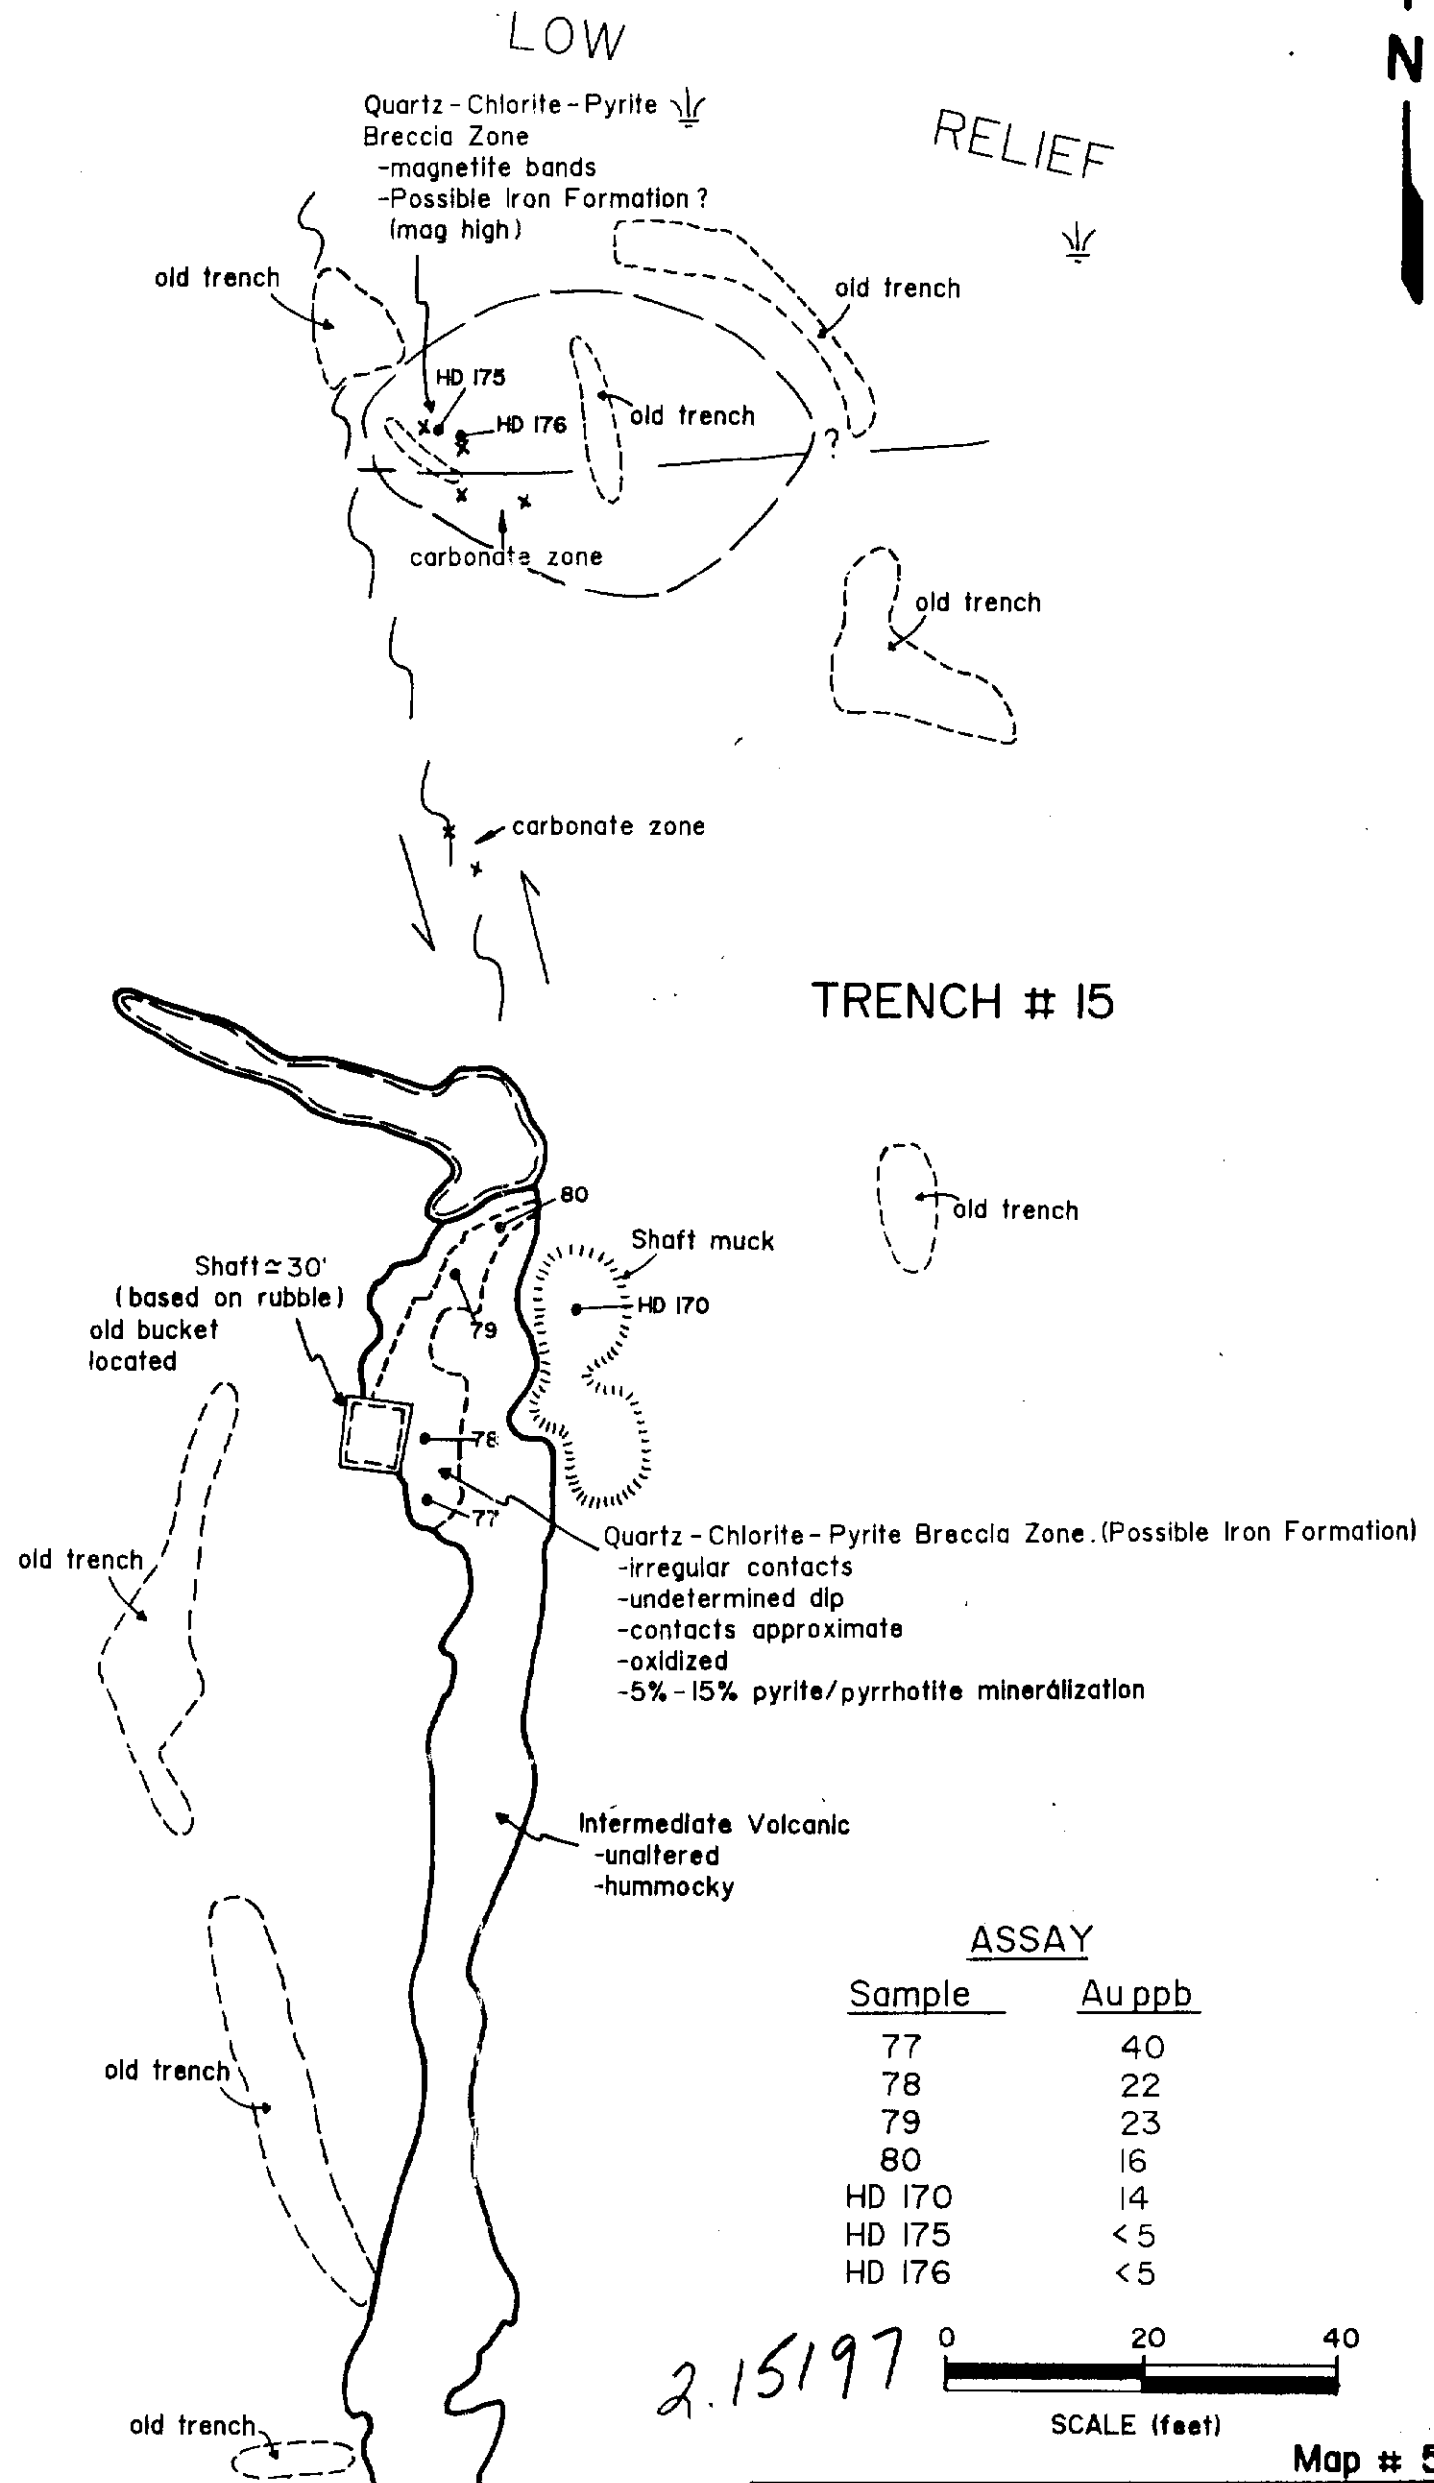 LOW
N
Quartz-Chlorite-Pyrite
Breccia Zone
-magnetite bands
-Possible Iron Formation?
(mag high)
RELIEF
old trench
old trench
HD 175
HD 176
old trench
?
carbonate zone
old trench
carbonate zone
TRENCH # 15
80
old trench
Shaft muck
Shaft ≃ 30'
(based on rubble)
old bucket
located
HD 170
79
78
77
Quartz-Chlorite-Pyrite Breccia Zone. (Possible Iron Formation)
-irregular contacts
-undetermined dip
-contacts approximate
-oxidized
-5%-15% pyrite/pyrrhotite mineralization
old trench
Intermediate Volcanic
-unaltered
-hummocky
ASSAY
Sample Au ppb
77 40
78 22
79 23
80 16
HD 170 14
HD 175 <5
HD 176 <5
old trench
2.15197
0 20 40
SCALE (feet)
old trench
Map # 5